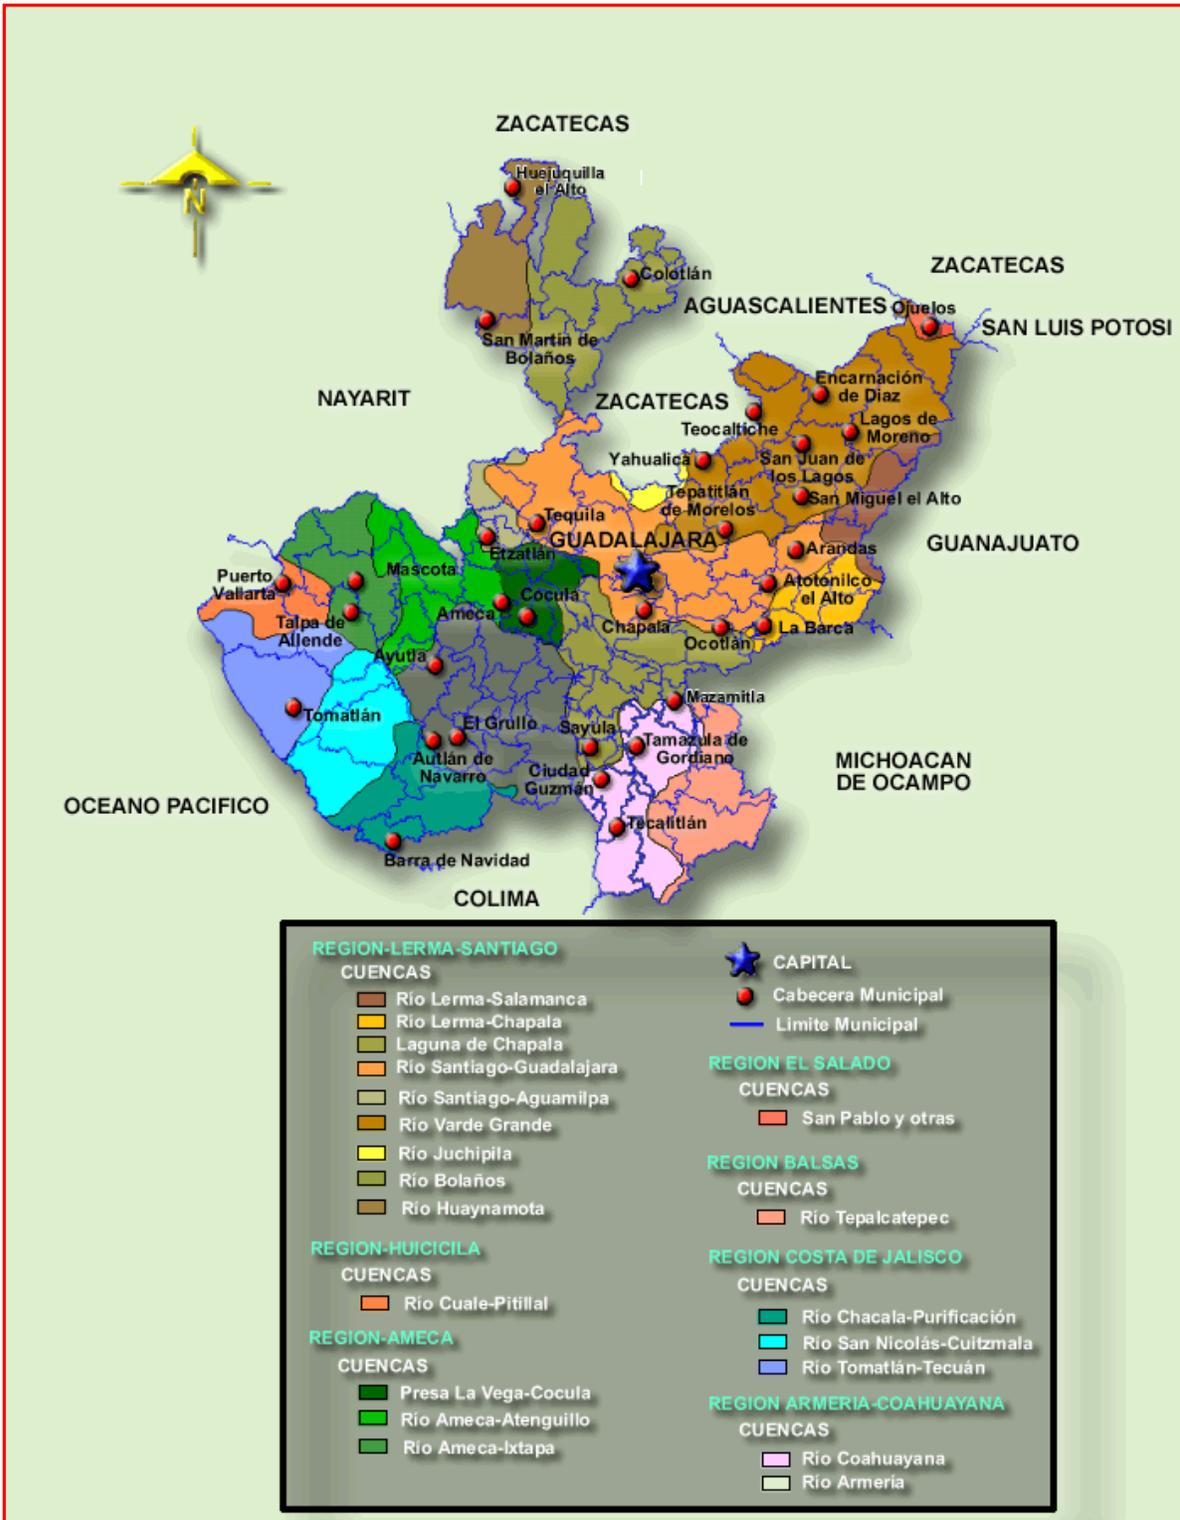 ZACATECAS
Huejuquilla
el Alto
N
Colotlán
ZACATECAS
AGUASCALIENTES
Ojuelos
SAN LUIS POTOSI
San Martin de
Bolaños
NAYARIT
ZACATECAS
Encarnación
de Diaz
Teocaltiche
Lagos de
Moreno
Yahualica
San Juan de
los Lagos
Tepatitlán
de Morelos
San Miguel el Alto
Tequila
GUADALAJARA
Etzatlán
Arandas
GUANAJUATO
Puerto
Vallarta
Mascota
Atotonilco
el Alto
Ameca
Cocula
Talpa de
Allende
Chapala
La Barca
Ocotlán
Ayutla
Mazamitla
Tomatlán
El Grullo
Sayula
Tamazula de
Gordiano
Autlán de
Navarro
Ciudad
Guzmán
MICHOACAN
DE OCAMPO
OCEANO PACIFICO
Tecalitlán
Barra de Navidad
COLIMA
REGION-LERMA-SANTIAGO
CUENCAS
Río Lerma-Salamanca
Río Lerma-Chapala
Laguna de Chapala
Río Santiago-Guadalajara
Río Santiago-Aguamilpa
Río Varde Grande
Río Juchipila
Río Bolaños
Río Huaynamota
REGION-HUICICILA
CUENCAS
Río Cuale-Pitillal
REGION-AMECA
CUENCAS
Presa La Vega-Cocula
Río Ameca-Atenguillo
Río Ameca-Ixtapa
CAPITAL
Cabecera Municipal
Limite Municipal
REGION EL SALADO
CUENCAS
San Pablo y otras
REGION BALSAS
CUENCAS
Río Tepalcatepec
REGION COSTA DE JALISCO
CUENCAS
Río Chacala-Purificación
Río San Nicolás-Cuitzmala
Río Tomatlán-Tecuán
REGION ARMERIA-COAHUAYANA
CUENCAS
Río Coahuayana
Río Armería